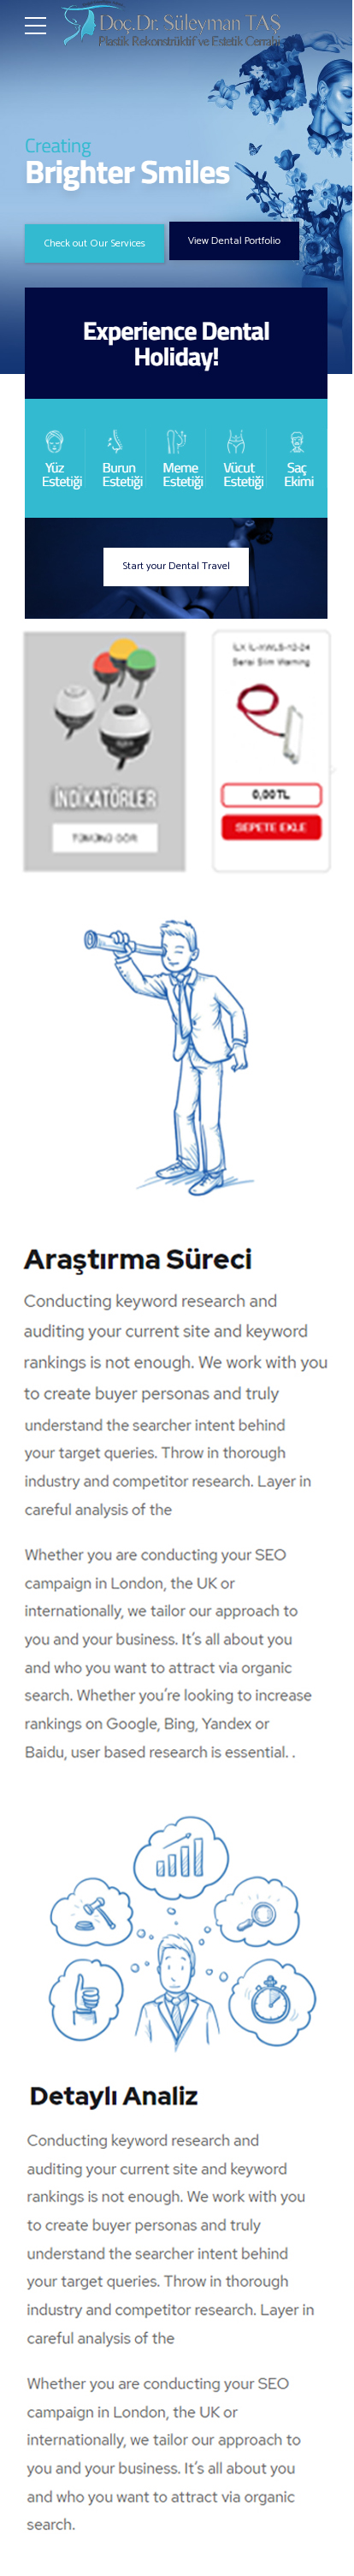 Doç.Dr. Süleyman TAŞ
Plastik Rekonstrüktif ve Estetik Cerrahi
Creating
Brighter Smiles
Check out Our Services
View Dental Portfolio
Experience Dental
Holiday!
Yüz
Estetiği
Burun
Estetiği
Meme
Estetiği
Vücut
Estetiği
Saç
Ekimi
Start your Dental Travel
İNDİKATÖRLER
TÜMÜNÜ GÖR
0,00TL
SEPETE EKLE
Araştırma Süreci
Conducting keyword research and
auditing your current site and keyword
rankings is not enough. We work with you
to create buyer personas and truly
understand the searcher intent behind
your target queries. Throw in thorough
industry and competitor research. Layer in
careful analysis of the
Whether you are conducting your SEO
campaign in London, the UK or
internationally, we tailor our approach to
you and your business. It's all about you
and who you want to attract via organic
search. Whether you're looking to increase
rankings on Google, Bing, Yandex or
Baidu, user based research is essential. .
Detaylı Analiz
Conducting keyword research and
auditing your current site and keyword
rankings is not enough. We work with you
to create buyer personas and truly
understand the searcher intent behind
your target queries. Throw in thorough
industry and competitor research. Layer in
careful analysis of the
Whether you are conducting your SEO
campaign in London, the UK or
internationally, we tailor our approach to
you and your business. It's all about you
and who you want to attract via organic
search.